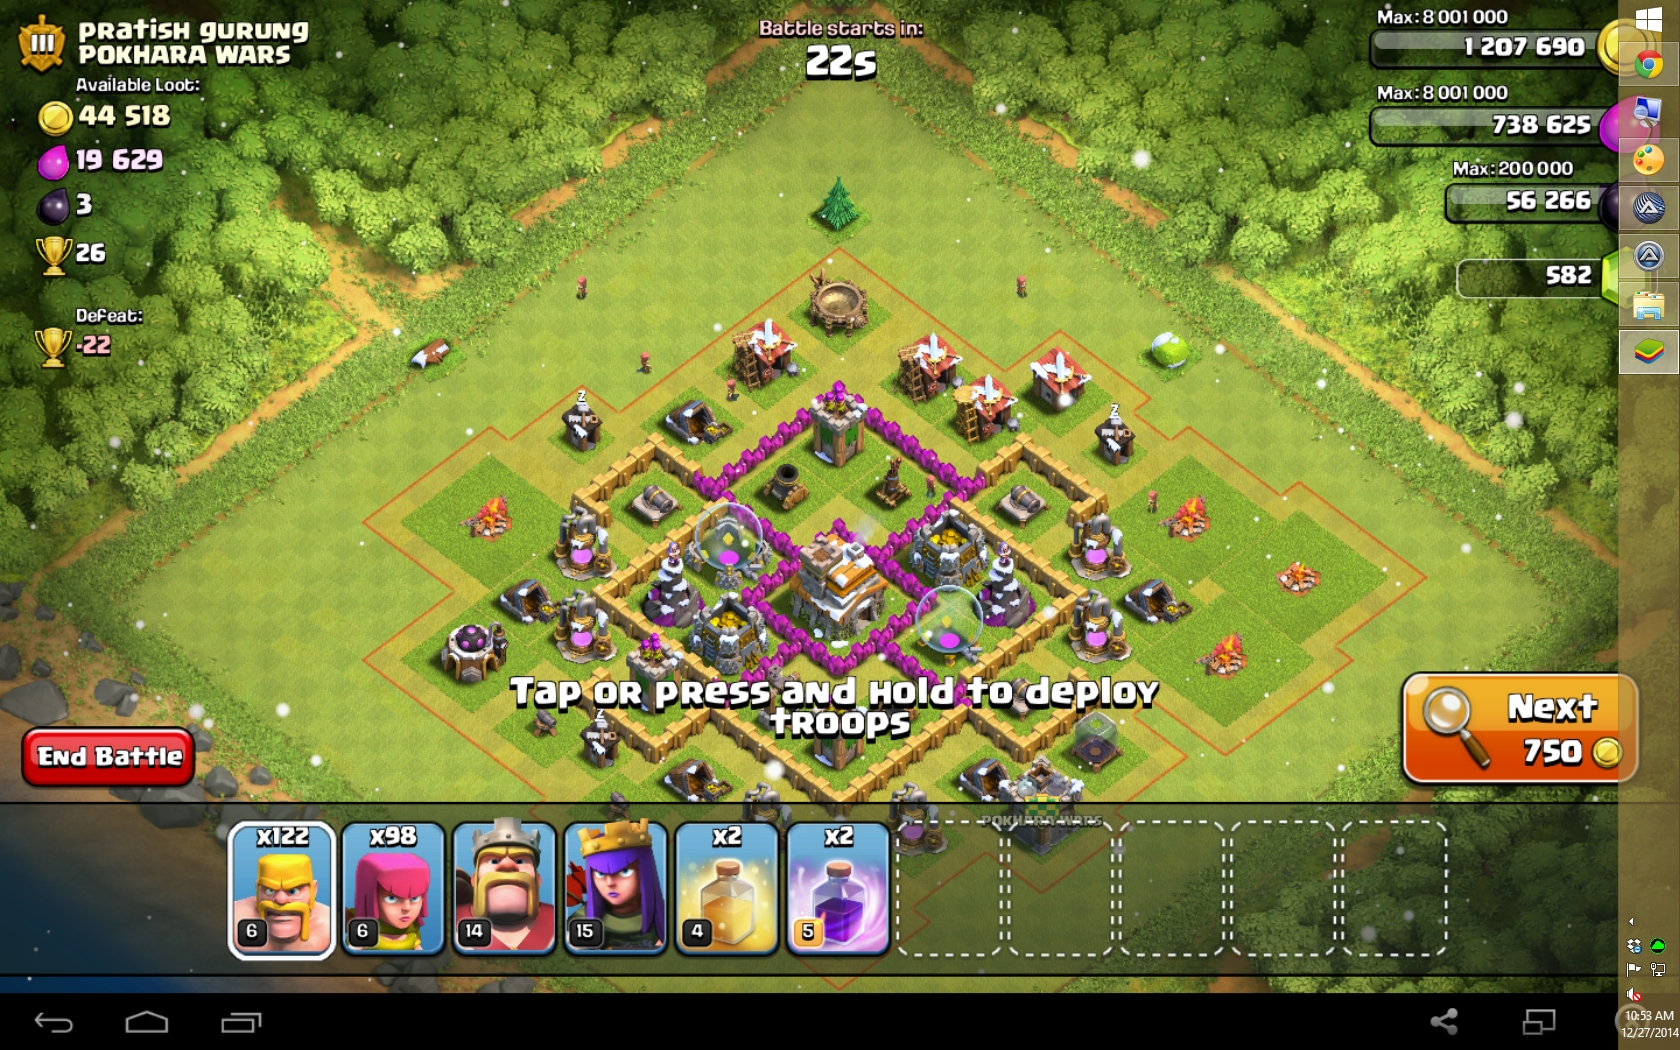 III
Pratish gurung
POKHARA WARS
Available Loot:
44 518
19 629
3
26
Defeat:
-22
Battle starts in:
22s
Max: 8 001 000
1 207 690
Max: 8 001 000
738 625
Max: 200 000
56 266
582
z
z
z
Tap or press and hold to deploy
troops
End Battle
Next
750
POKHARA WARS
x122
x98
x2
x2
6
6
14
15
4
5
10:53 AM
12/27/2014